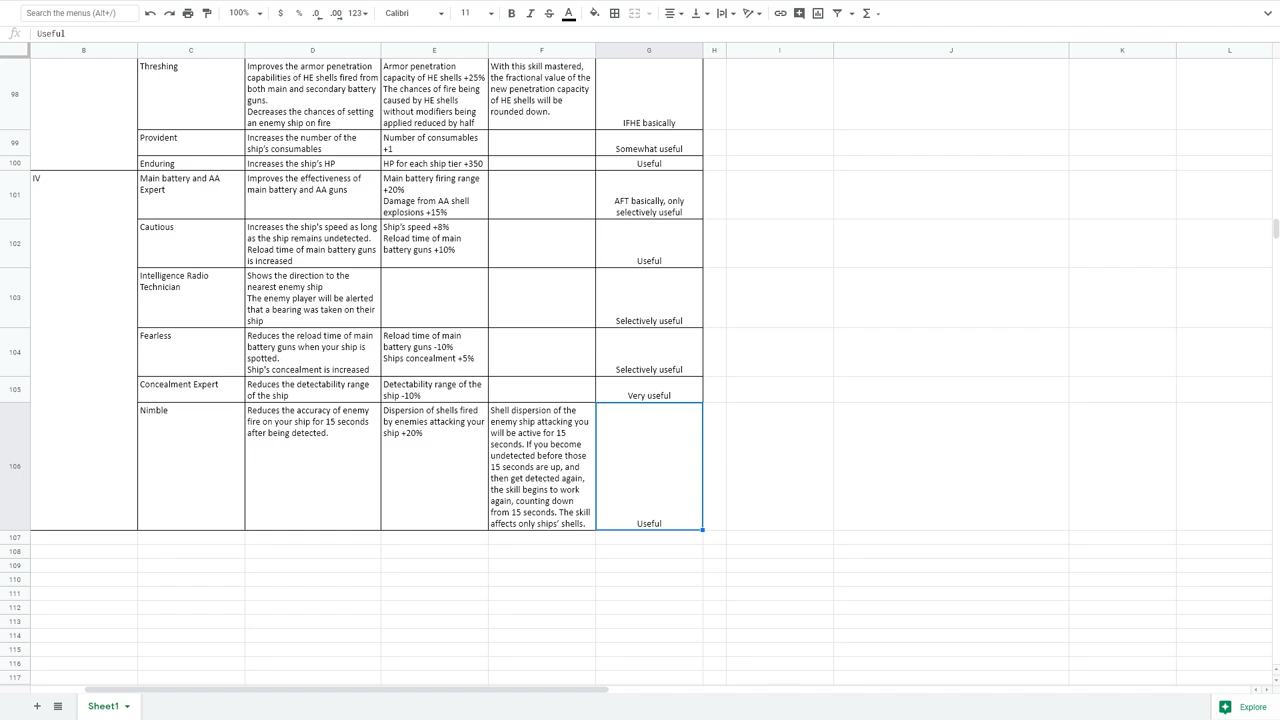 Search the menus (Alt+/)
100%
$ % .0 .00 123
Calibri
11
B I S A
fx Useful
B C D E F G H I J K L
98
Threshing
Improves the armor penetration
capabilities of HE shells fired from
both main and secondary battery
guns.
Decreases the chances of setting
an enemy ship on fire
Armor penetration
capacity of HE shells +25%
The chances of fire being
caused by HE shells
without modifiers being
applied reduced by half
With this skill mastered,
the fractional value of the
new penetration capacity
of HE shells will be
rounded down.
IFHE basically
99
Provident
Increases the number of the
ship's consumables
Number of consumables
+1
Somewhat useful
100
Enduring
Increases the ship's HP
HP for each ship tier +350
Useful
101
IV
Main battery and AA
Expert
Improves the effectiveness of
main battery and AA guns
Main battery firing range
+20%
Damage from AA shell
explosions +15%
AFT basically, only
selectively useful
102
Cautious
Increases the ship's speed as long
as the ship remains undetected.
Reload time of main battery guns
is increased
Ship's speed +8%
Reload time of main
battery guns +10%
Useful
103
Intelligence Radio
Technician
Shows the direction to the
nearest enemy ship
The enemy player will be alerted
that a bearing was taken on their
ship
Selectively useful
104
Fearless
Reduces the reload time of main
battery guns when your ship is
spotted.
Ship's concealment is increased
Reload time of main
battery guns -10%
Ships concealment +5%
Selectively useful
105
Concealment Expert
Reduces the detectability range
of the ship
Detectability range of the
ship -10%
Very useful
106
Nimble
Reduces the accuracy of enemy
fire on your ship for 15 seconds
after being detected.
Dispersion of shells fired
by enemies attacking your
ship +20%
Shell dispersion of the
enemy ship attacking you
will be active for 15
seconds. If you become
undetected before those
15 seconds are up, and
then get detected again,
the skill begins to work
again, counting down
from 15 seconds. The skill
affects only ships' shells.
Useful
107
108
109
110
111
112
113
114
115
116
117
Sheet1
Explore